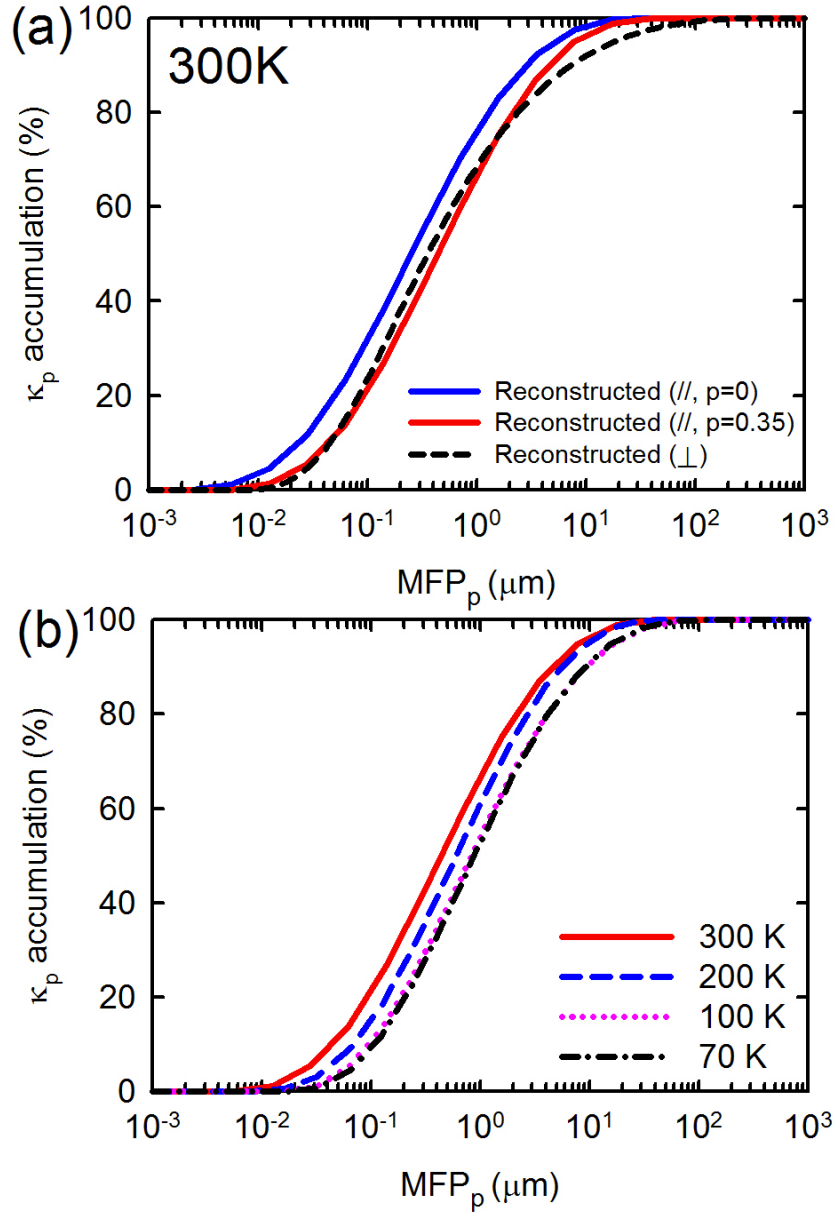 (a)
300K
100
80
60
40
20
0
κp accumulation (%)
Reconstructed (//, p=0)
Reconstructed (//, p=0.35)
Reconstructed (⊥)
10-3 10-2 10-1 100 101 102 103
MFPp (μm)
(b)
100
80
60
40
20
0
κp accumulation (%)
300 K
200 K
100 K
70 K
10-3 10-2 10-1 100 101 102 103
MFPp (μm)